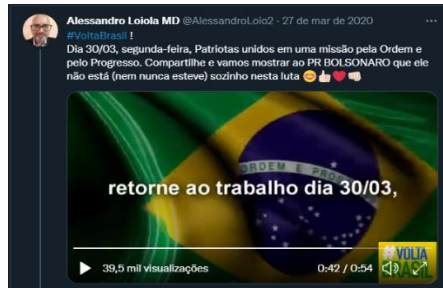 Alessandro Loiola MD @AlessandroLoio2 · 27 de mar de 2020
#VoltaBrasil !
Dia 30/03, segunda-feira, Patriotas unidos em uma missão pela Ordem e
pelo Progresso. Compartilhe e vamos mostrar ao PR BOLSONARO que ele
não está (nem nunca esteve) sozinho nesta luta 😊👍❤️👊
ORDEM E PRO
retorne ao trabalho dia 30/03,
39,5 mil visualizações
0:42 / 0:54
#VOLTA
BRASIL